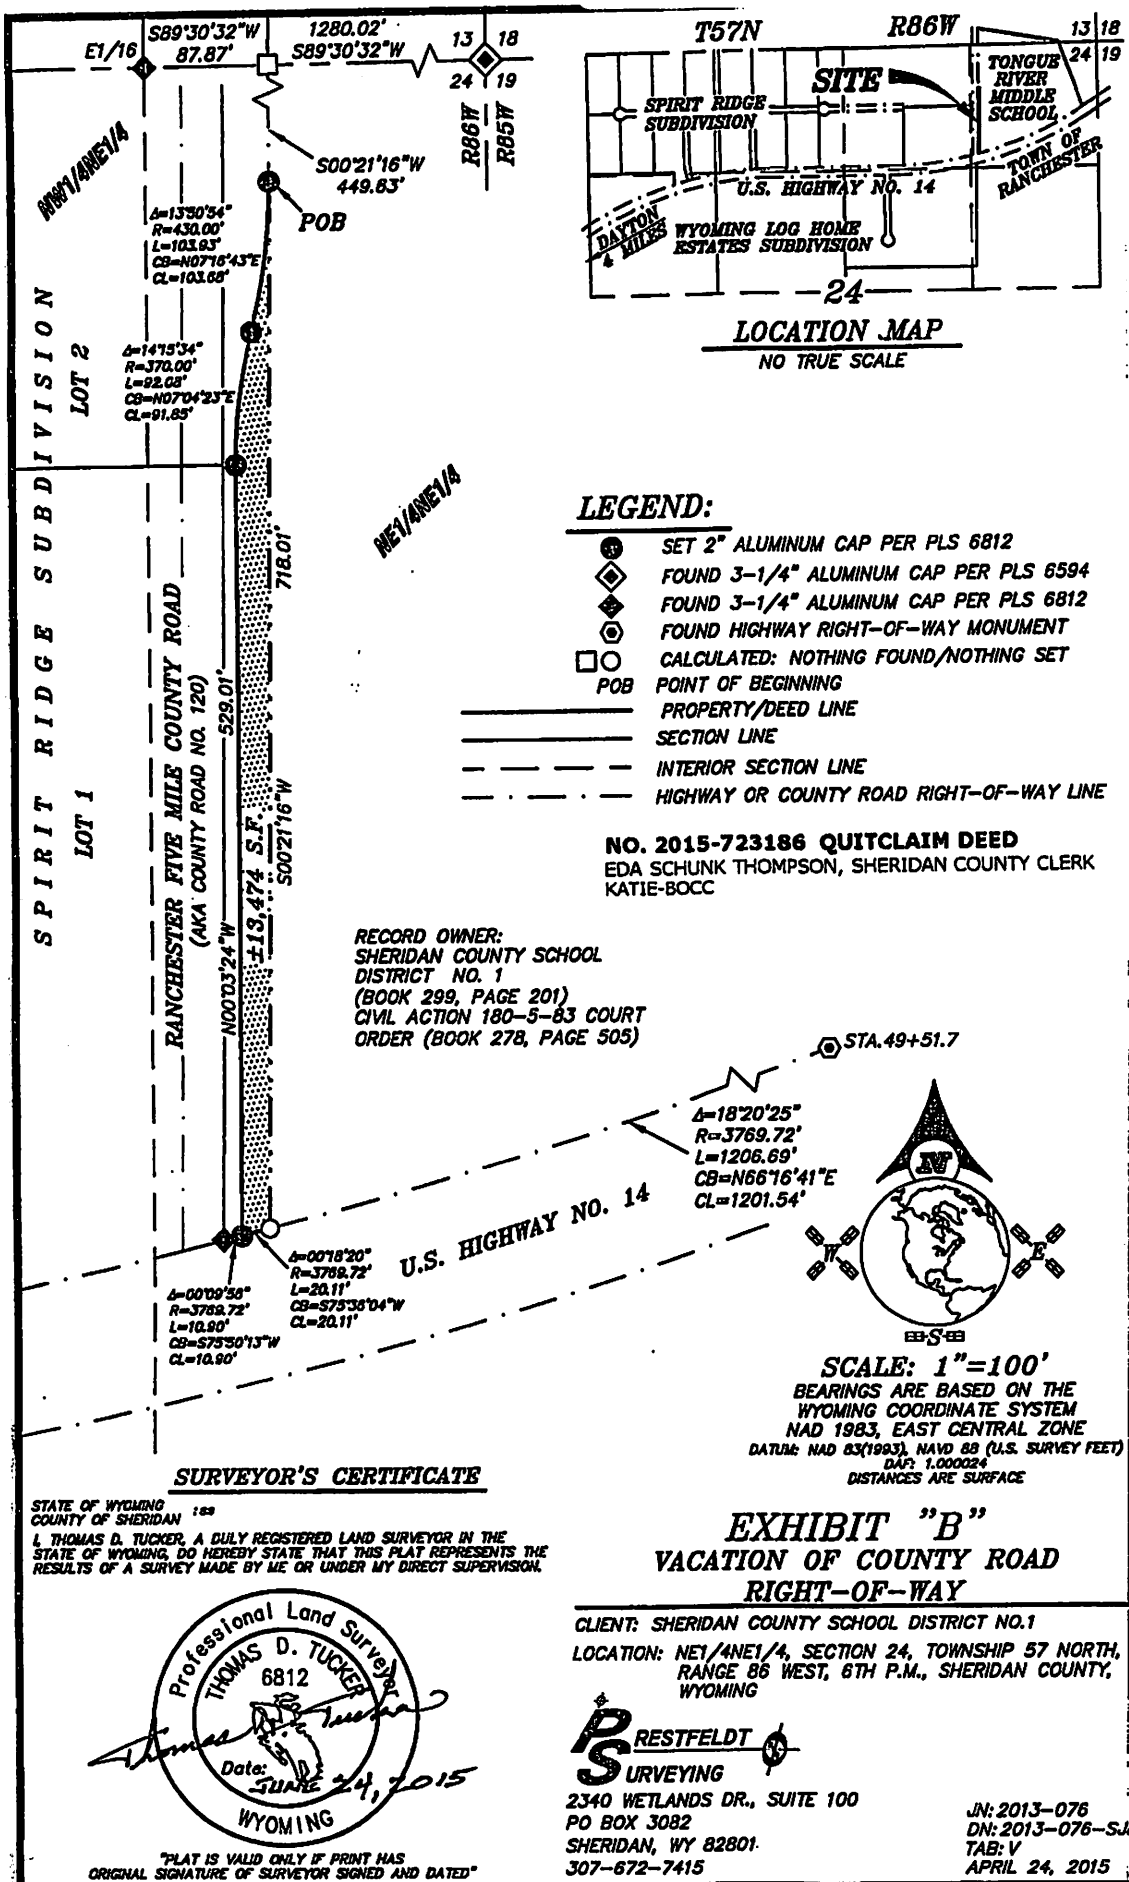 S89°30'32"W
87.87'
1280.02'
S89°30'32"W
E1/16
13 18
24 19
R86W
R85W
NW1/4NE1/4
S00°21'16"W
449.63'
POB
Δ=13°50'54"
R=430.00'
L=103.93'
CB=N07°16'43"E
CL=103.68'
Δ=14°15'34"
R=370.00'
L=92.08'
CB=N07°04'23"E
CL=91.85'
SPIRIT RIDGE SUBDIVISION
LOT 2
LOT 1
NE1/4NE1/4
RANCHESTER FIVE MILE COUNTY ROAD
(AKA COUNTY ROAD NO. 120)
N00°03'24"W
529.01'
±13,474 S.F.
S00°21'16"W
718.01'
T57N
R86W
13 18
24 19
SITE
TONGUE
RIVER
MIDDLE
SCHOOL
SPIRIT RIDGE
SUBDIVISION
TOWN OF
RANCHESTER
U.S. HIGHWAY NO. 14
DAYTON
4 MILES
WYOMING LOG HOME
ESTATES SUBDIVISION
24
LOCATION MAP
NO TRUE SCALE
LEGEND:
SET 2" ALUMINUM CAP PER PLS 6812
FOUND 3-1/4" ALUMINUM CAP PER PLS 6594
FOUND 3-1/4" ALUMINUM CAP PER PLS 6812
FOUND HIGHWAY RIGHT-OF-WAY MONUMENT
CALCULATED: NOTHING FOUND/NOTHING SET
POB POINT OF BEGINNING
PROPERTY/DEED LINE
SECTION LINE
INTERIOR SECTION LINE
HIGHWAY OR COUNTY ROAD RIGHT-OF-WAY LINE
NO. 2015-723186 QUITCLAIM DEED
EDA SCHUNK THOMPSON, SHERIDAN COUNTY CLERK
KATIE-BOCC
RECORD OWNER:
SHERIDAN COUNTY SCHOOL
DISTRICT NO. 1
(BOOK 299, PAGE 201)
CIVIL ACTION 180-5-83 COURT
ORDER (BOOK 278, PAGE 505)
STA.49+51.7
Δ=18°20'25"
R=3769.72'
L=1206.69'
CB=N66°16'41"E
CL=1201.54'
U.S. HIGHWAY NO. 14
Δ=00°18'20"
R=3769.72'
L=20.11'
CB=S75°36'04"W
CL=20.11'
Δ=00°09'56"
R=3769.72'
L=10.90'
CB=S75°50'13"W
CL=10.90'
N
W
E
S
SCALE: 1"=100'
BEARINGS ARE BASED ON THE
WYOMING COORDINATE SYSTEM
NAD 1983, EAST CENTRAL ZONE
DATUM: NAD 83(1993), NAVD 88 (U.S. SURVEY FEET)
DAF: 1.000024
DISTANCES ARE SURFACE
SURVEYOR'S CERTIFICATE
STATE OF WYOMING
COUNTY OF SHERIDAN :ss
I, THOMAS D. TUCKER, A DULY REGISTERED LAND SURVEYOR IN THE
STATE OF WYOMING, DO HEREBY STATE THAT THIS PLAT REPRESENTS THE
RESULTS OF A SURVEY MADE BY ME OR UNDER MY DIRECT SUPERVISION.
Professional Land Surveyor
THOMAS D. TUCKER
6812
Thomas Tucker
Date: JUNE 24, 2015
WYOMING
"PLAT IS VALID ONLY IF PRINT HAS
ORIGINAL SIGNATURE OF SURVEYOR SIGNED AND DATED"
EXHIBIT "B"
VACATION OF COUNTY ROAD
RIGHT-OF-WAY
CLIENT: SHERIDAN COUNTY SCHOOL DISTRICT NO.1
LOCATION: NE1/4NE1/4, SECTION 24, TOWNSHIP 57 NORTH,
RANGE 86 WEST, 6TH P.M., SHERIDAN COUNTY,
WYOMING
PRESTFELDT
SURVEYING
2340 WETLANDS DR., SUITE 100
PO BOX 3082
SHERIDAN, WY 82801
307-672-7415
JN: 2013-076
DN: 2013-076-SJ
TAB: V
APRIL 24, 2015